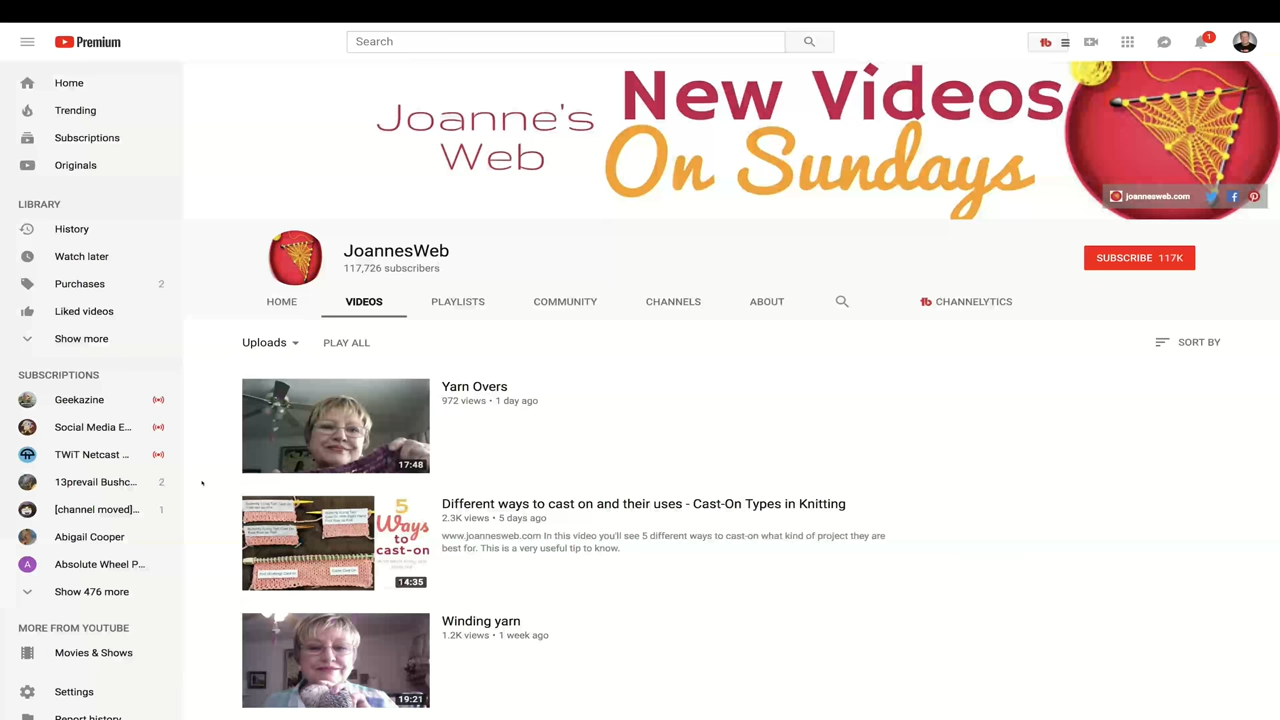 Premium
Search
1
Home
Trending
Subscriptions
Originals
LIBRARY
History
Watch later
Purchases 2
Liked videos
Show more
SUBSCRIPTIONS
Geekazine
Social Media E...
TWiT Netcast ...
13prevail Bushc... 2
[channel moved]... 1
Abigail Cooper
A Absolute Wheel P...
Show 476 more
MORE FROM YOUTUBE
Movies & Shows
Settings
Report history
Joanne's
Web
New Videos
On Sundays
joannesweb.com
JoannesWeb
117,726 subscribers
SUBSCRIBE 117K
HOME VIDEOS PLAYLISTS COMMUNITY CHANNELS ABOUT CHANNELYTICS
Uploads PLAY ALL SORT BY
17:48
Yarn Overs
972 views • 1 day ago
5
Ways
to
cast-on
14:35
Different ways to cast on and their uses - Cast-On Types in Knitting
2.3K views • 5 days ago
www.joannesweb.com In this video you'll see 5 different ways to cast-on what kind of project they are
best for. This is a very useful tip to know.
19:21
Winding yarn
1.2K views • 1 week ago